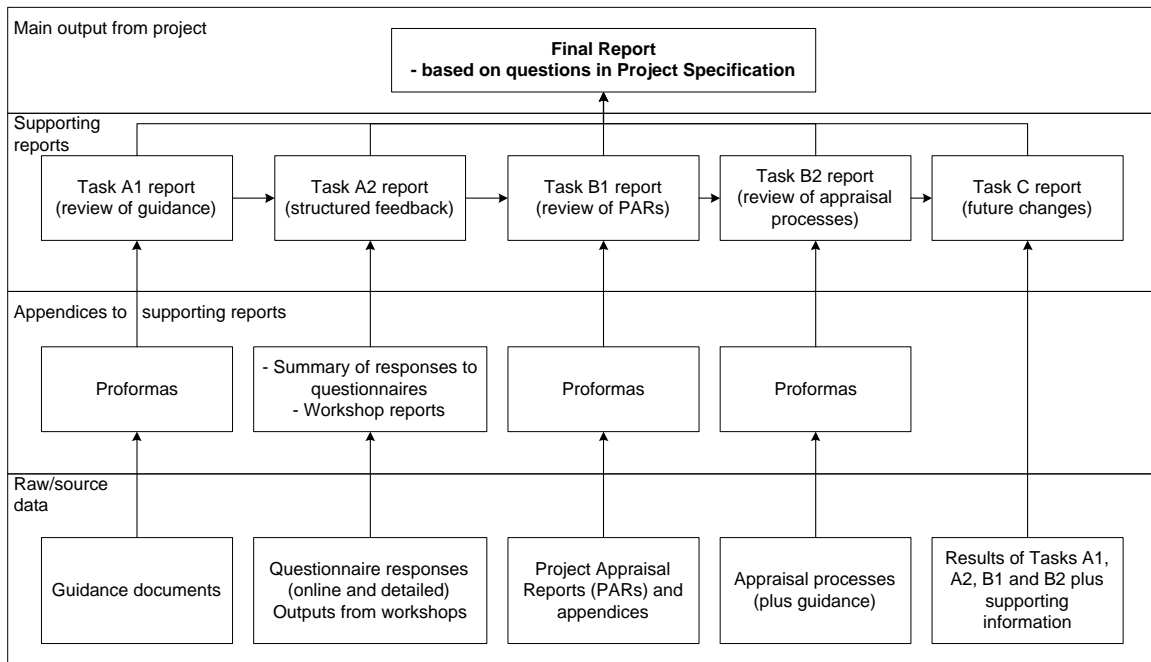 Main output from project
Final Report
- based on questions in Project Specification
Supporting
reports
Task A1 report
(review of guidance)
Task A2 report
(structured feedback)
Task B1 report
(review of PARs)
Task B2 report
(review of appraisal
processes)
Task C report
(future changes)
Appendices to supporting reports
Proformas
- Summary of responses to
questionnaires
- Workshop reports
Proformas
Proformas
Raw/source
data
Guidance documents
Questionnaire responses
(online and detailed)
Outputs from workshops
Project Appraisal
Reports (PARs) and
appendices
Appraisal processes
(plus guidance)
Results of Tasks A1,
A2, B1 and B2 plus
supporting
information